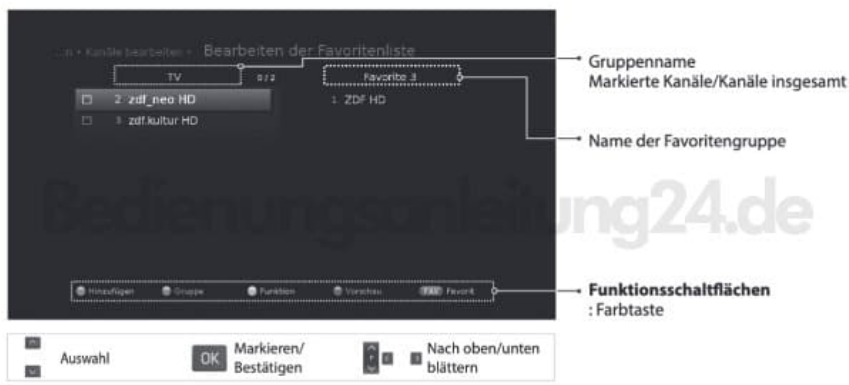 ...n • Kanäle bearbeiten • Bearbeiten der Favoritenliste
TV 0/2
Favorite 3
2 zdf_neo HD
3 zdf.kultur HD
1 ZDF HD
Gruppenname
Markierte Kanäle/Kanäle insgesamt
Name der Favoritengruppe
Bedienungsanleitung24.de
Hinzufügen Gruppe Funktion Vorschau FAV Favorit
Funktionsschaltflächen
: Farbtaste
Auswahl
OK Markieren/
Bestätigen
Nach oben/unten
blättern